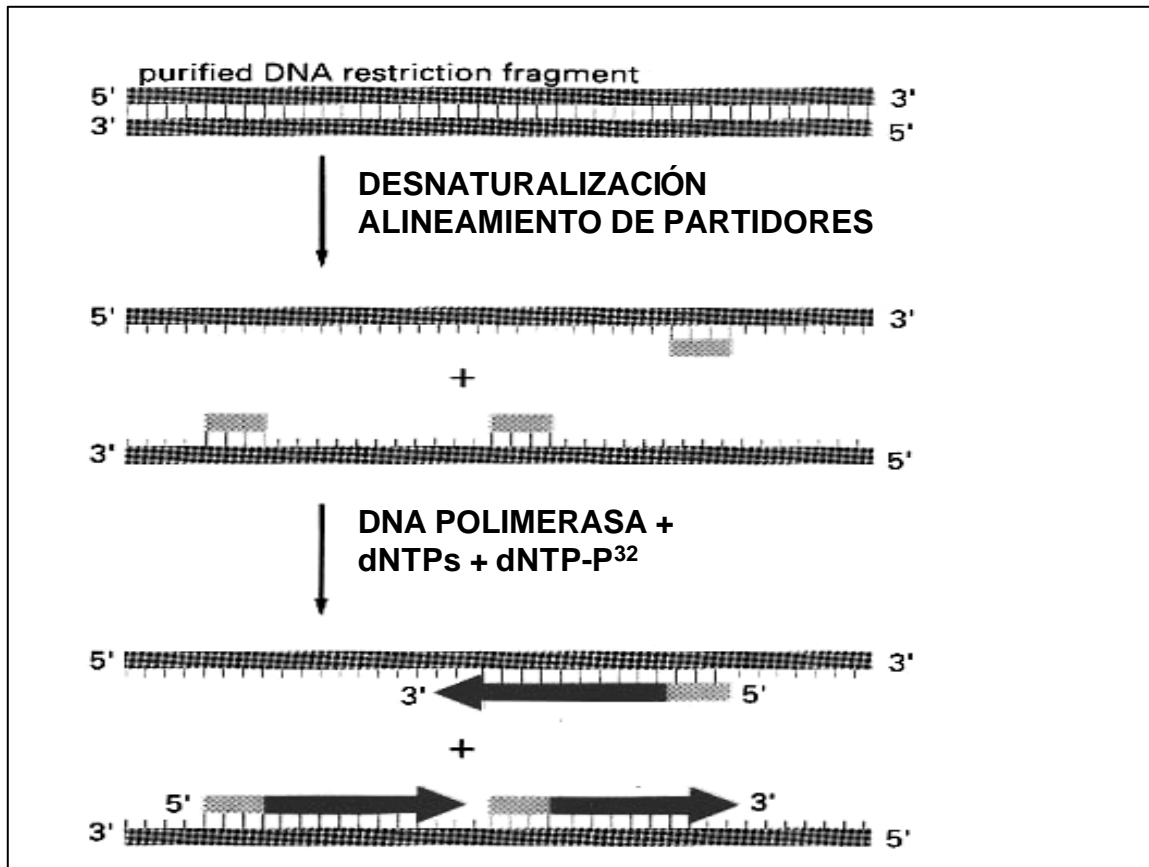 purified DNA restriction fragment
5' 3'
3' 5'
DESNATURALIZACIÓN
ALINEAMIENTO DE PARTIDORES
5' 3'
+
3' 5'
DNA POLIMERASA +
dNTPs + dNTP-P³²
5' 3'
3' 5'
+
5' 3'
3' 5'